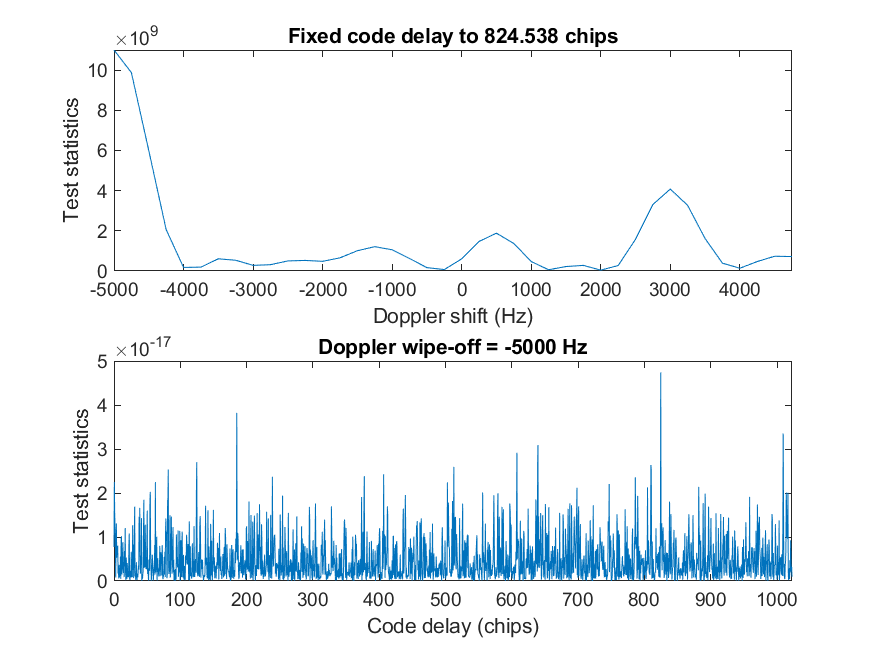 ×10⁹
Fixed code delay to 824.538 chips
Test statistics
10
8
6
4
2
0
-5000 -4000 -3000 -2000 -1000 0 1000 2000 3000 4000
Doppler shift (Hz)
×10⁻¹⁷
Doppler wipe-off = -5000 Hz
Test statistics
5
4
3
2
1
0
0 100 200 300 400 500 600 700 800 900 1000
Code delay (chips)